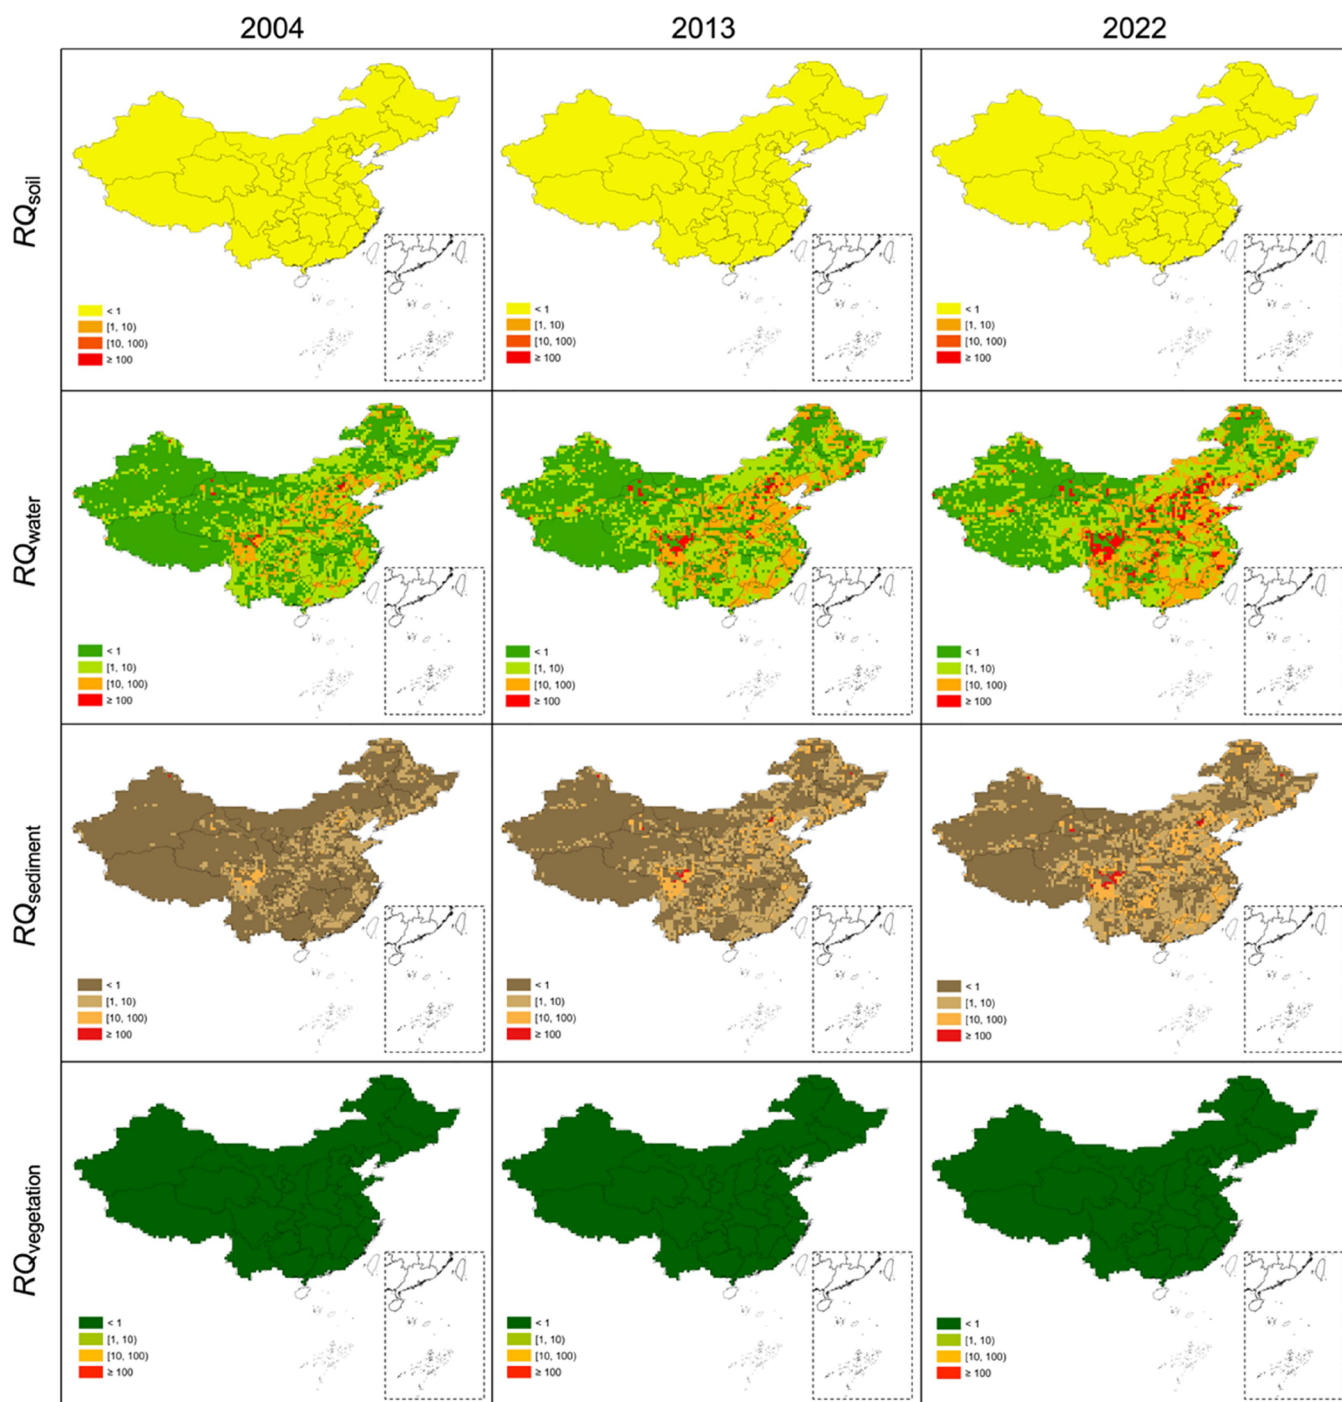 2004 2013 2022
RQsoil
< 1 < 1 < 1
[1, 10) [1, 10) [1, 10)
[10, 100) [10, 100) [10, 100)
≥ 100 ≥ 100 ≥ 100
RQwater
< 1 < 1 < 1
[1, 10) [1, 10) [1, 10)
[10, 100) [10, 100) [10, 100)
≥ 100 ≥ 100 ≥ 100
RQsediment
< 1 < 1 < 1
[1, 10) [1, 10) [1, 10)
[10, 100) [10, 100) [10, 100)
≥ 100 ≥ 100 ≥ 100
RQvegetation
< 1 < 1 < 1
[1, 10) [1, 10) [1, 10)
[10, 100) [10, 100) [10, 100)
≥ 100 ≥ 100 ≥ 100